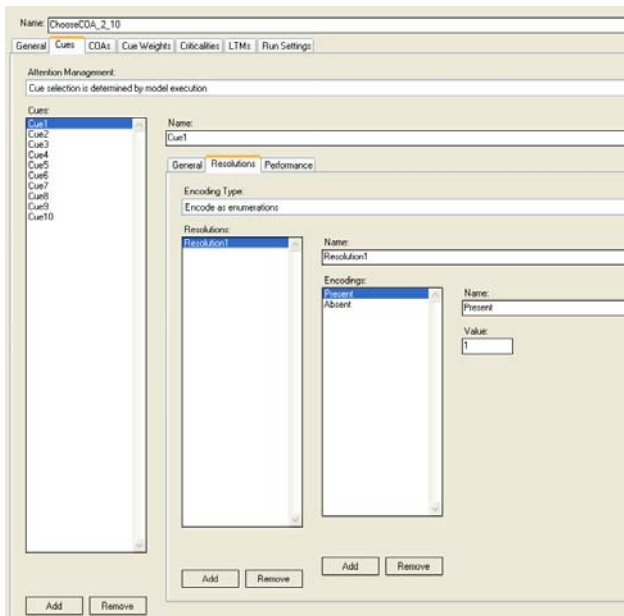 Name: ChooseCOA_2_10
General Cues COAs Cue Weights Criticalities LTMs Run Settings
Attention Management:
Cue selection is determined by model execution
Cues:
Cue1
Cue2
Cue3
Cue4
Cue5
Cue6
Cue7
Cue8
Cue9
Cue10
Name:
Cue1
General Resolutions Performance
Encoding Type:
Encode as enumerations
Resolutions:
Resolution1
Name:
Resolution1
Encodings:
Present
Absent
Name:
Present
Value:
1
Add Remove
Add Remove
Add Remove